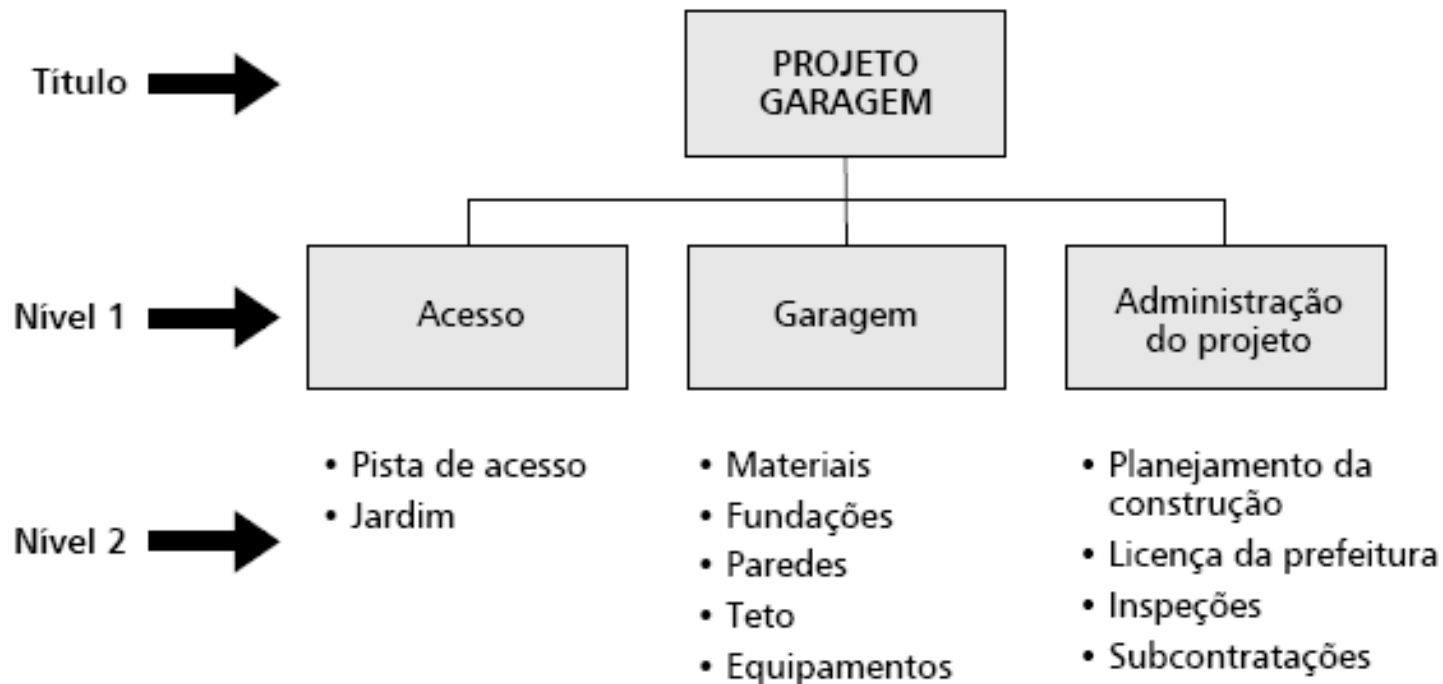 Título
PROJETO
GARAGEM
Nível 1
Acesso
Garagem
Administração
do projeto
Nível 2
• Pista de acesso
• Jardim
• Materiais
• Fundações
• Paredes
• Teto
• Equipamentos
• Planejamento da
construção
• Licença da prefeitura
• Inspeções
• Subcontratações